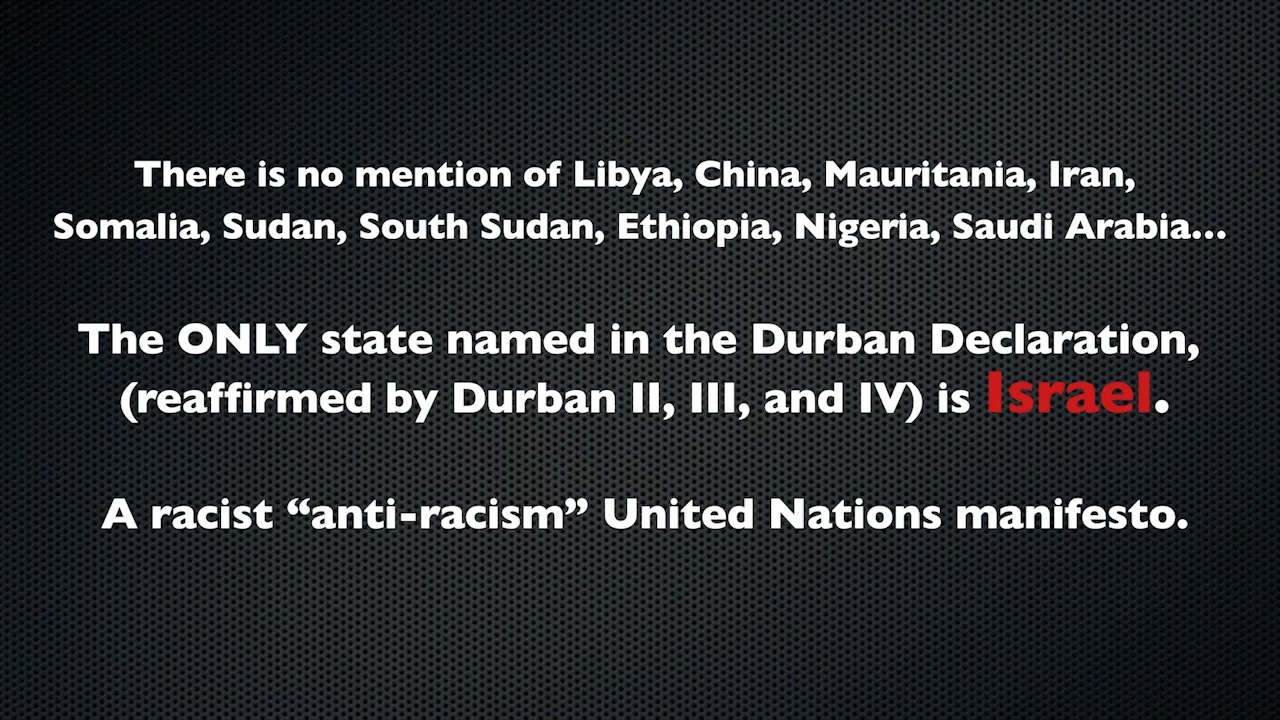 There is no mention of Libya, China, Mauritania, Iran,
Somalia, Sudan, South Sudan, Ethiopia, Nigeria, Saudi Arabia...
The ONLY state named in the Durban Declaration,
(reaffirmed by Durban II, III, and IV) is Israel.
A racist “anti-racism” United Nations manifesto.